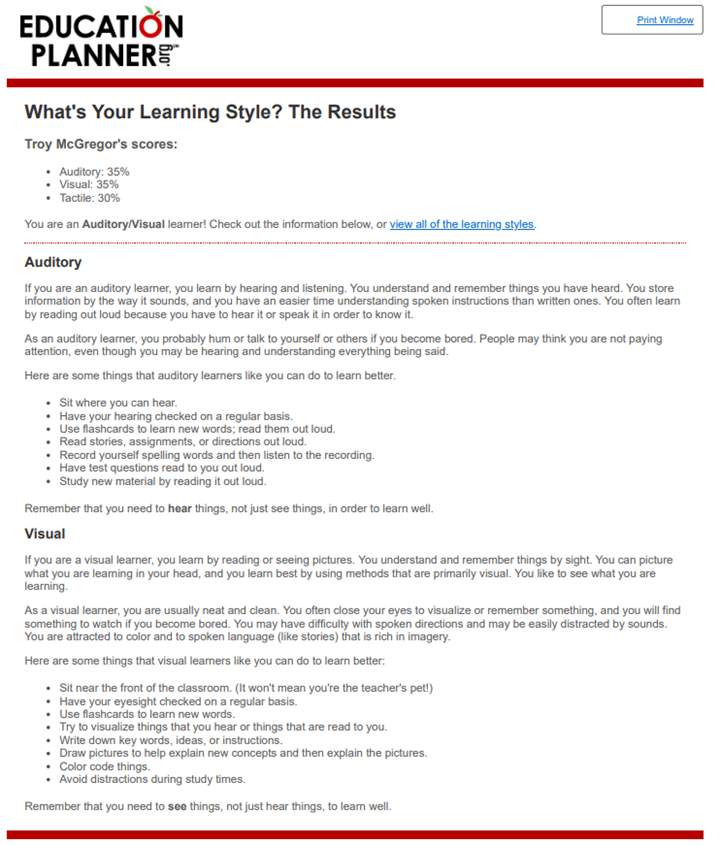 EDUCATION
PLANNER.org
Print Window
What's Your Learning Style? The Results
Troy McGregor's scores:
• Auditory: 35%
• Visual: 35%
• Tactile: 30%
You are an Auditory/Visual learner! Check out the information below, or view all of the learning styles.
Auditory
If you are an auditory learner, you learn by hearing and listening. You understand and remember things you have heard. You store
information by the way it sounds, and you have an easier time understanding spoken instructions than written ones. You often learn
by reading out loud because you have to hear it or speak it in order to know it.
As an auditory learner, you probably hum or talk to yourself or others if you become bored. People may think you are not paying
attention, even though you may be hearing and understanding everything being said.
Here are some things that auditory learners like you can do to learn better.
• Sit where you can hear.
• Have your hearing checked on a regular basis.
• Use flashcards to learn new words; read them out loud.
• Read stories, assignments, or directions out loud.
• Record yourself spelling words and then listen to the recording.
• Have test questions read to you out loud.
• Study new material by reading it out loud.
Remember that you need to hear things, not just see things, in order to learn well.
Visual
If you are a visual learner, you learn by reading or seeing pictures. You understand and remember things by sight. You can picture
what you are learning in your head, and you learn best by using methods that are primarily visual. You like to see what you are
learning.
As a visual learner, you are usually neat and clean. You often close your eyes to visualize or remember something, and you will find
something to watch if you become bored. You may have difficulty with spoken directions and may be easily distracted by sounds.
You are attracted to color and to spoken language (like stories) that is rich in imagery.
Here are some things that visual learners like you can do to learn better:
• Sit near the front of the classroom. (It won't mean you're the teacher's pet!)
• Have your eyesight checked on a regular basis.
• Use flashcards to learn new words.
• Try to visualize things that you hear or things that are read to you.
• Write down key words, ideas, or instructions.
• Draw pictures to help explain new concepts and then explain the pictures.
• Color code things.
• Avoid distractions during study times.
Remember that you need to see things, not just hear things, to learn well.